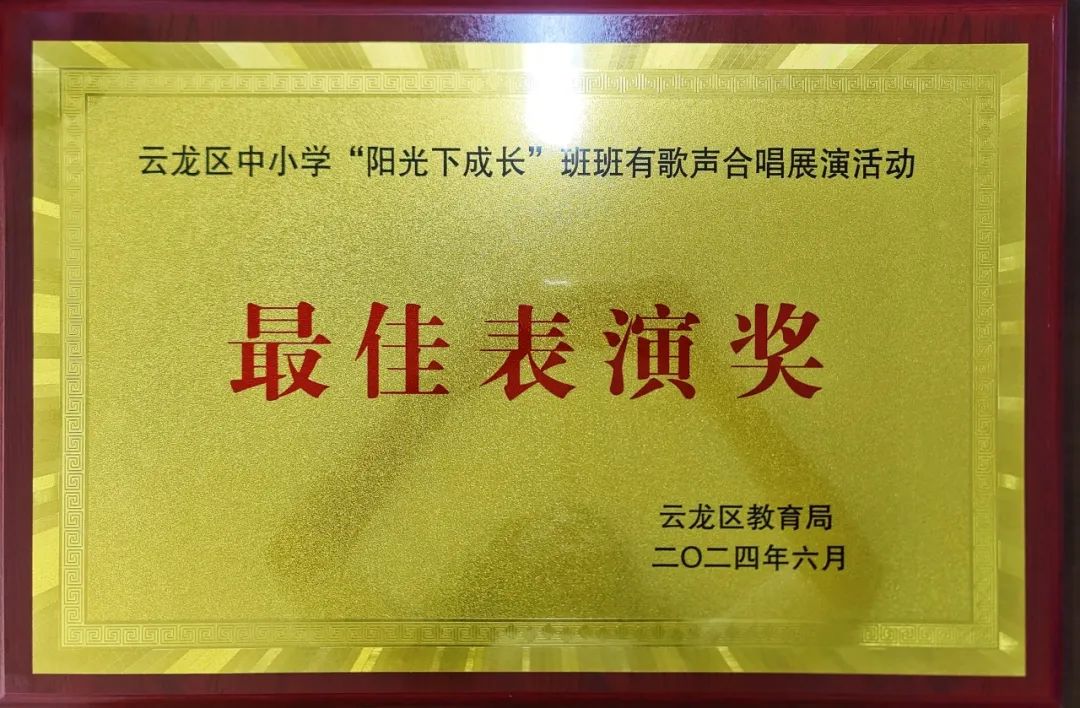 云龙区中小学“阳光下成长”班班有歌声合唱展演活动
最佳表演奖
云龙区教育局
二〇二四年六月